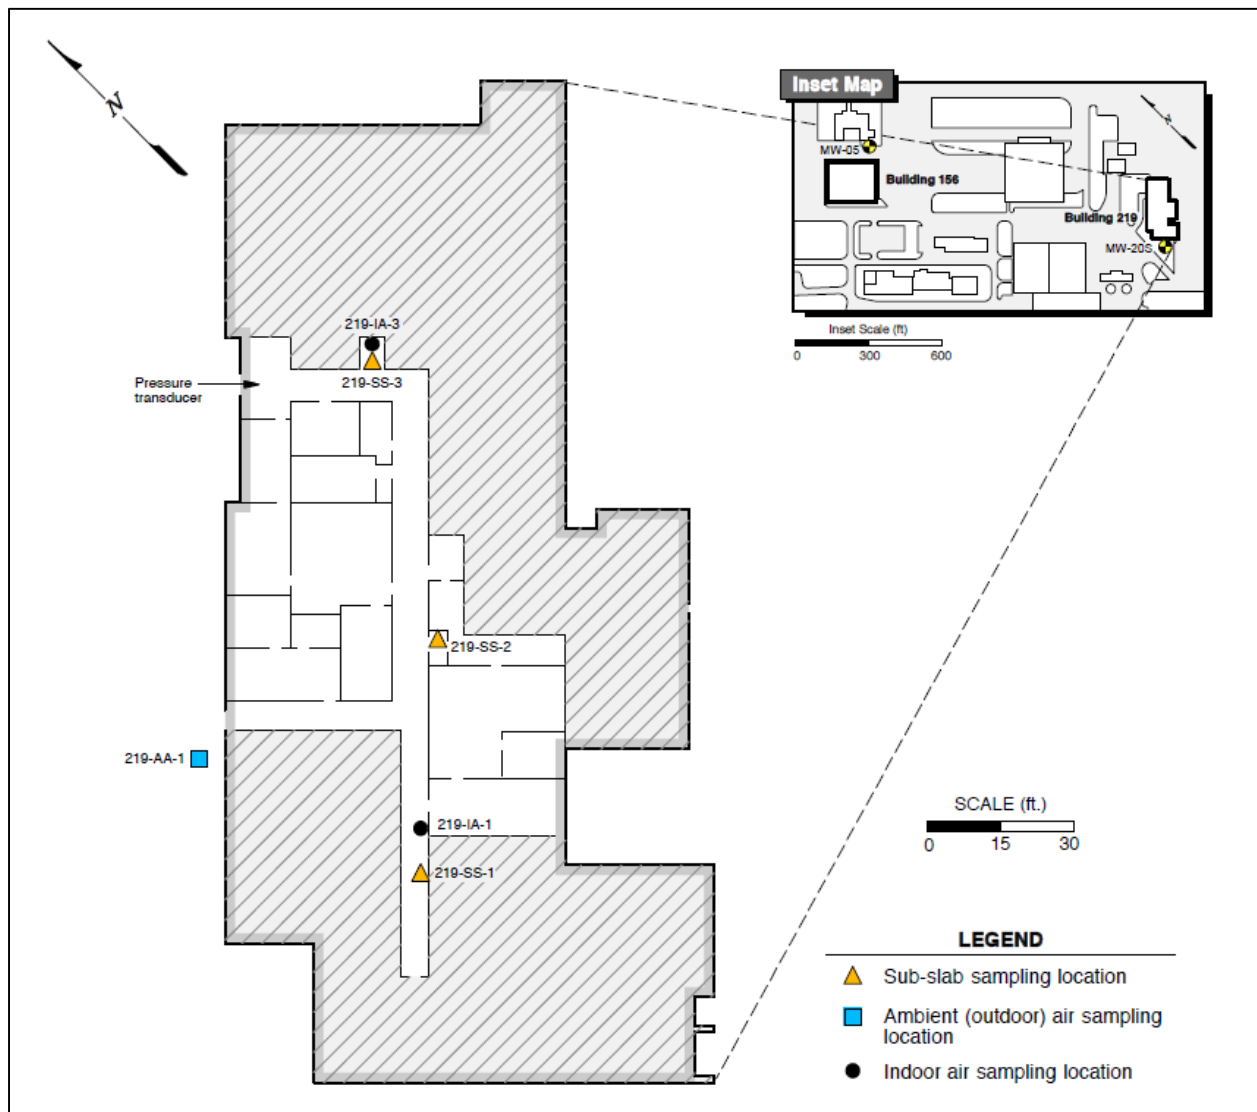 N
Inset Map
N
MW-05
Building 156
Building 219
MW-20S
Inset Scale (ft)
0 300 600
219-IA-3
219-SS-3
Pressure
transducer
219-SS-2
219-AA-1
219-IA-1
219-SS-1
SCALE (ft.)
0 15 30
LEGEND
Sub-slab sampling location
Ambient (outdoor) air sampling
location
Indoor air sampling location